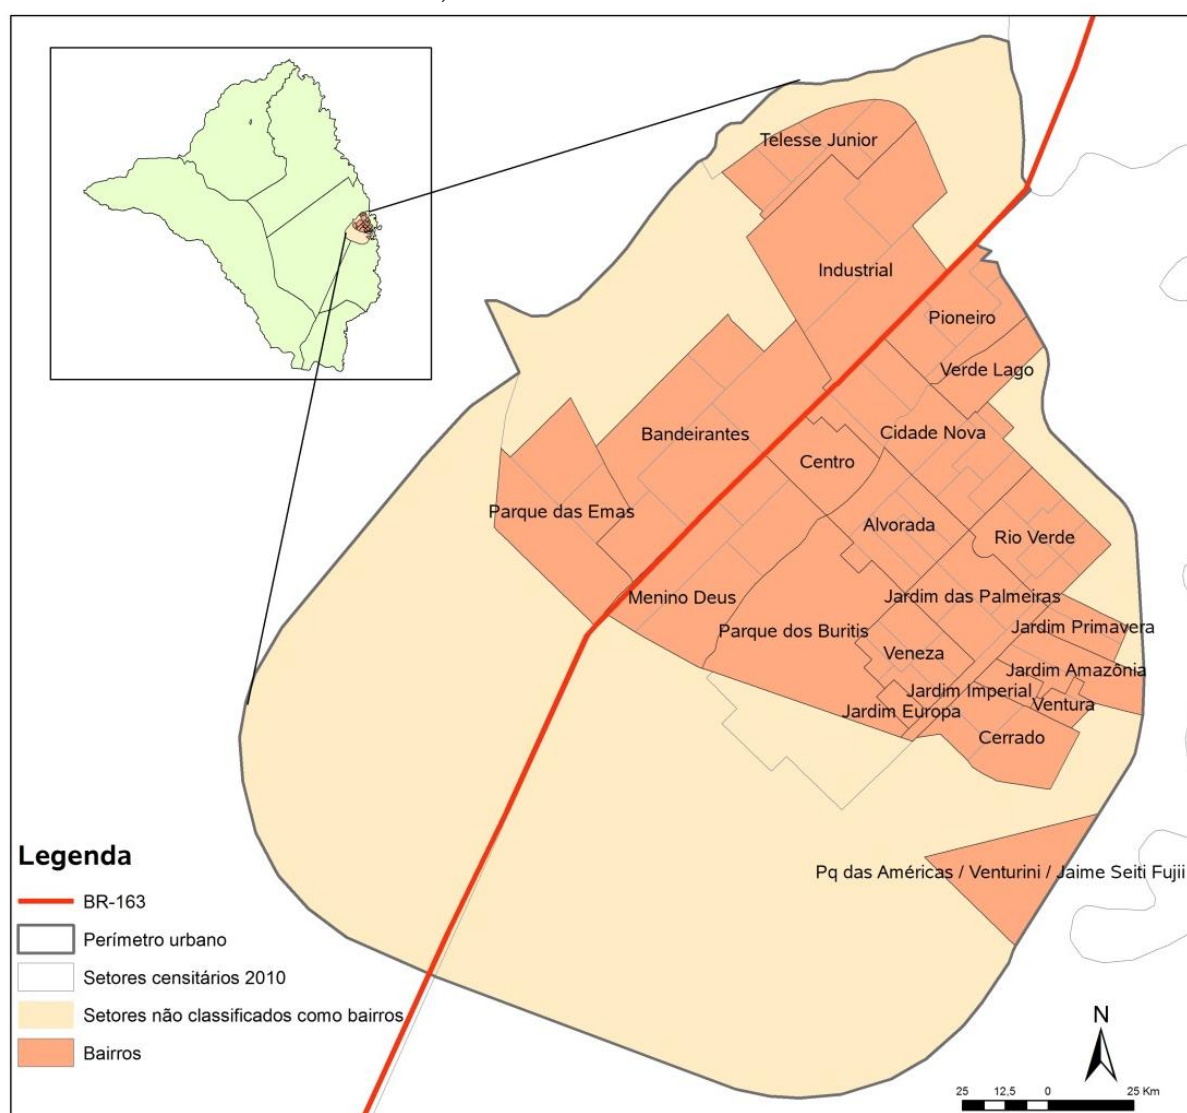 Telesse Junior
Industrial
Pioneiro
Verde Lago
Bandeirantes
Cidade Nova
Centro
Parque das Emas
Alvorada
Rio Verde
Menino Deus
Jardim das Palmeiras
Parque dos Buritis
Jardim Primavera
Veneza
Jardim Amazônia
Jardim Imperial
Ventura
Jardim Europa
Cerrado
Pq das Américas / Venturini / Jaime Seiti Fujii
Legenda
BR-163
Perímetro urbano
Setores censitários 2010
Setores não classificados como bairros
Bairros
N
25 12,5 0 25 Km